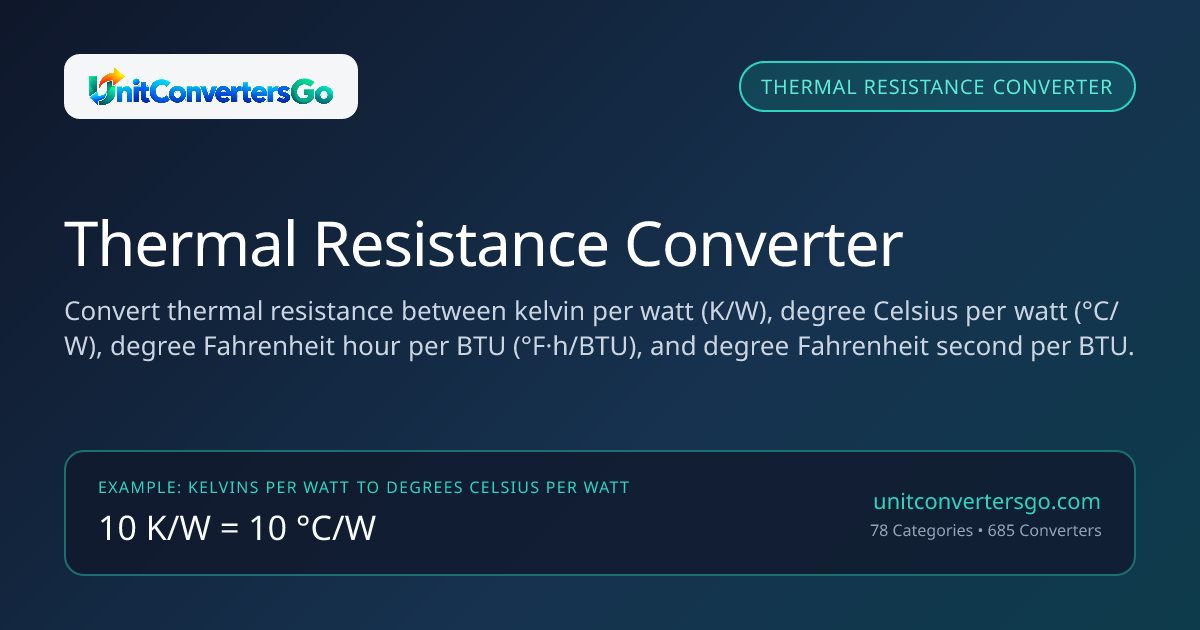 UnitConvertersGo
THERMAL RESISTANCE CONVERTER
Thermal Resistance Converter
Convert thermal resistance between kelvin per watt (K/W), degree Celsius per watt (°C/
W), degree Fahrenheit hour per BTU (°F·h/BTU), and degree Fahrenheit second per BTU.
EXAMPLE: KELVINS PER WATT TO DEGREES CELSIUS PER WATT
10 K/W = 10 °C/W
unitconvertersgo.com
78 Categories • 685 Converters